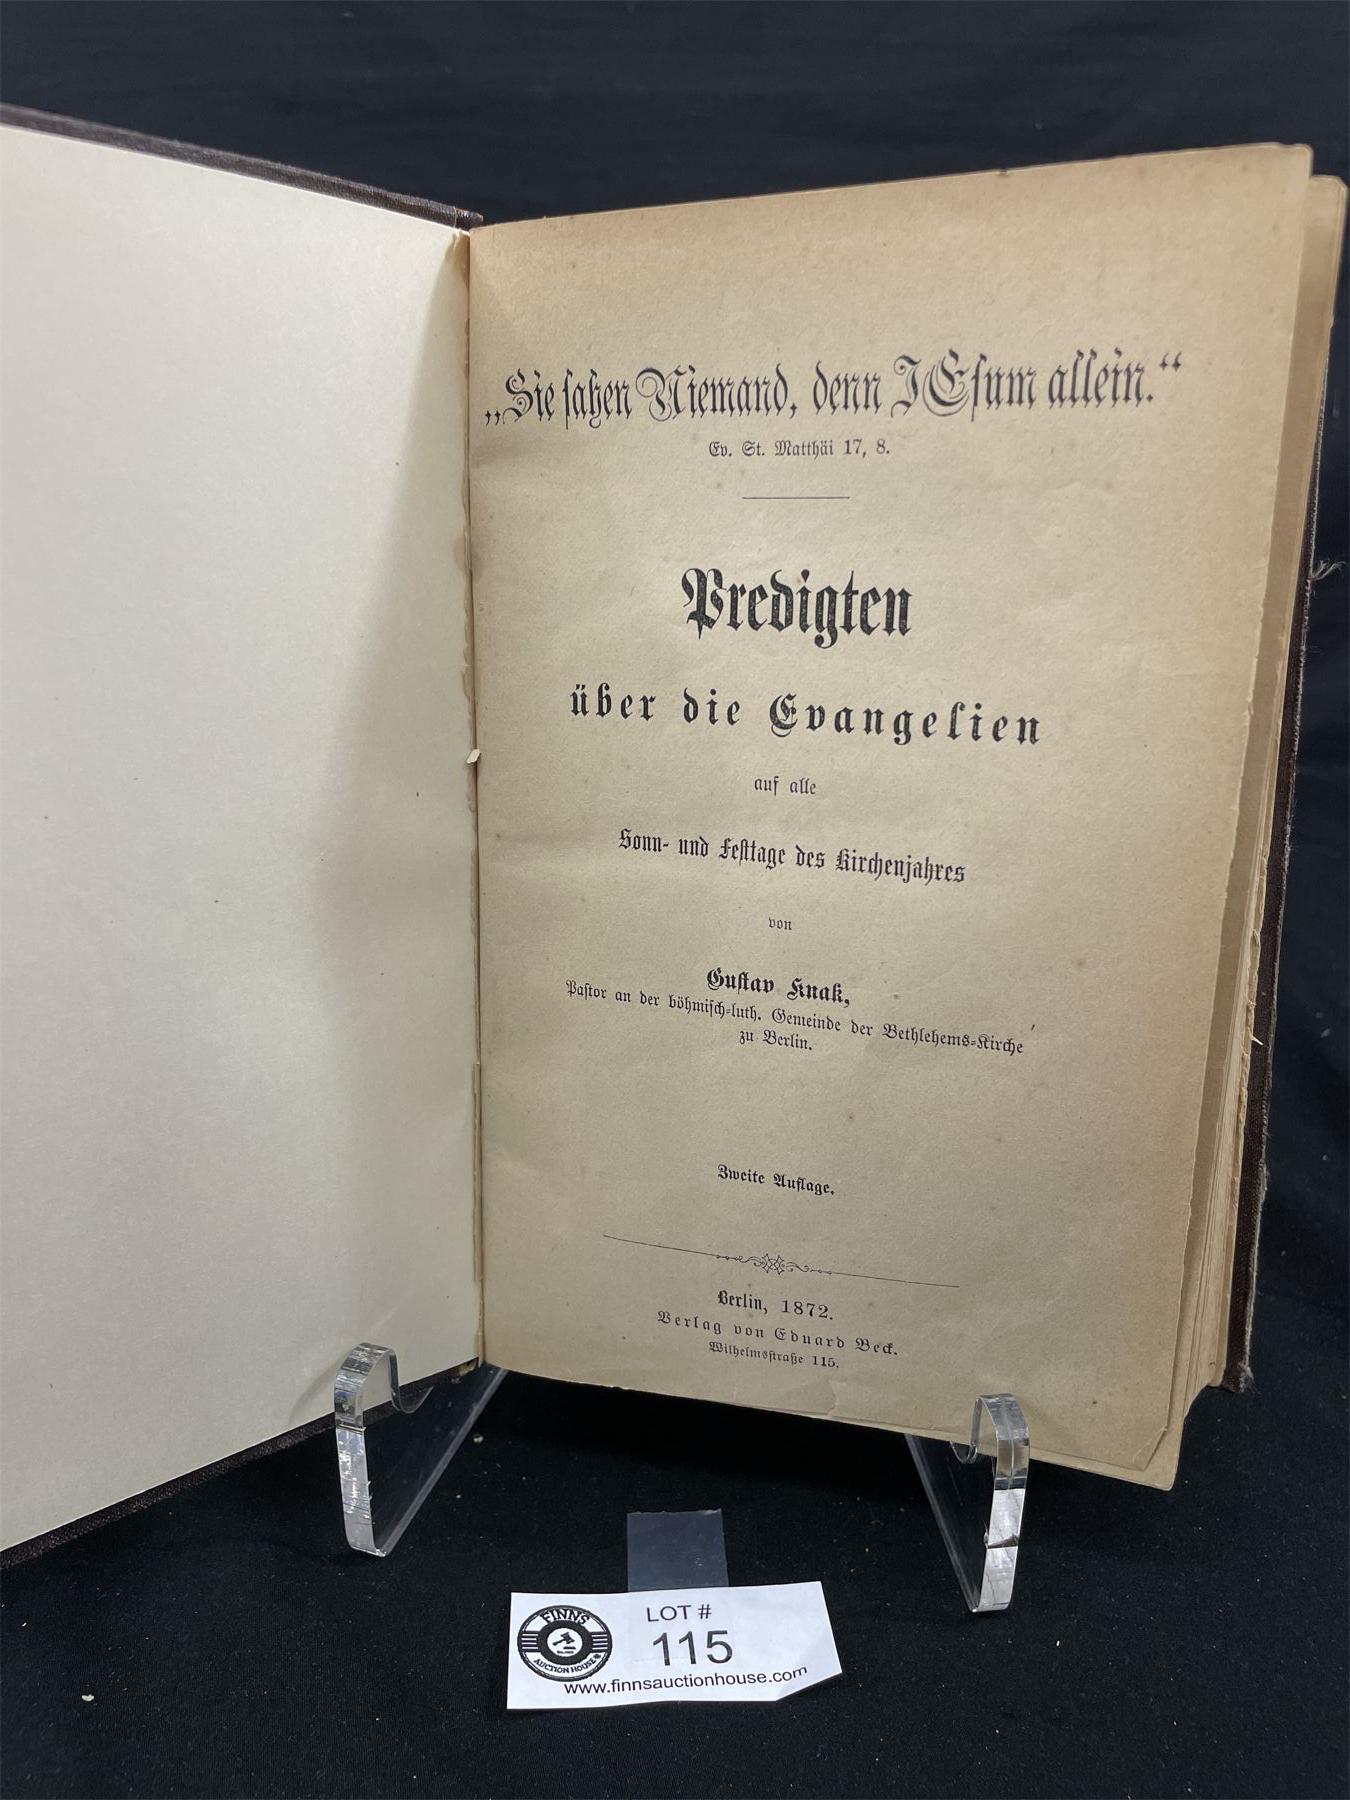 „Sie sahen Niemand, denn JEsum allein.“
Ev. St. Matthäi 17, 8.
Predigten
über die Evangelien
auf alle
Sonn- und Festtage des Kirchenjahres
von
Gustav Knak,
Pastor an der böhmisch-luth. Gemeinde der Bethlehems-Kirche
zu Berlin.
Zweite Auflage.
Berlin, 1872.
Verlag von Eduard Beck.
Wilhelmsstraße 115.
FINNS
AUCTION HOUSE
LOT #
115
www.finnsauctionhouse.com